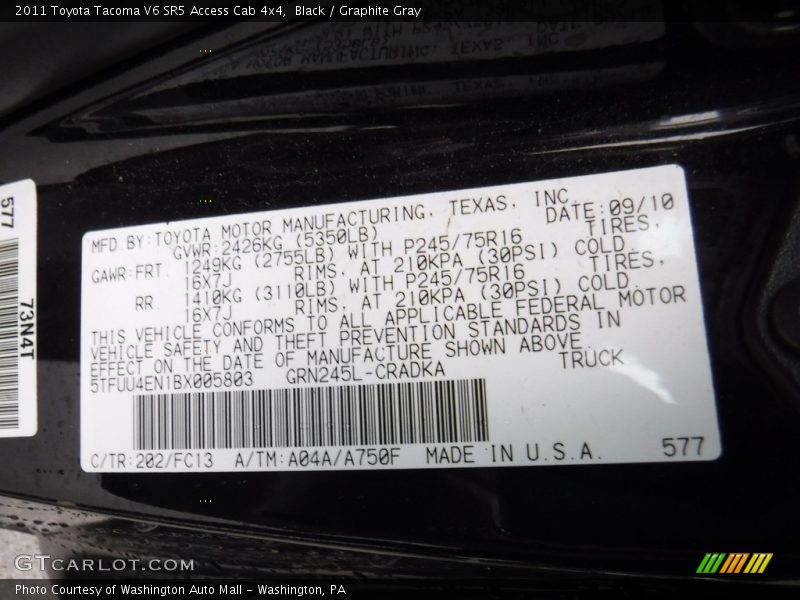 2011 Toyota Tacoma V6 SR5 Access Cab 4x4, Black / Graphite Gray
MFD.BY:TOYOTA MOTOR MANUFACTURING, TEXAS, INC.
GVWR:2426KG (5350LB) DATE:09/10
GAWR:FRT. 1249KG (2755LB) WITH P245/75R16 TIRES,
16X7J RIMS, AT 210KPA (30PSI) COLD
RR. 1410KG (3110LB) WITH P245/75R16 TIRES,
16X7J RIMS, AT 210KPA (30PSI) COLD
THIS VEHICLE CONFORMS TO ALL APPLICABLE FEDERAL MOTOR
VEHICLE SAFETY AND THEFT PREVENTION STANDARDS IN
EFFECT ON THE DATE OF MANUFACTURE SHOWN ABOVE.
5TFUU4EN1BX005803 GRN245L-CRADKA TRUCK
C/TR:202/FC13 A/TM:A04A/A750F MADE IN U.S.A. 577
577
73N4T
GTCARLOT.COM
Photo Courtesy of Washington Auto Mall - Washington, PA